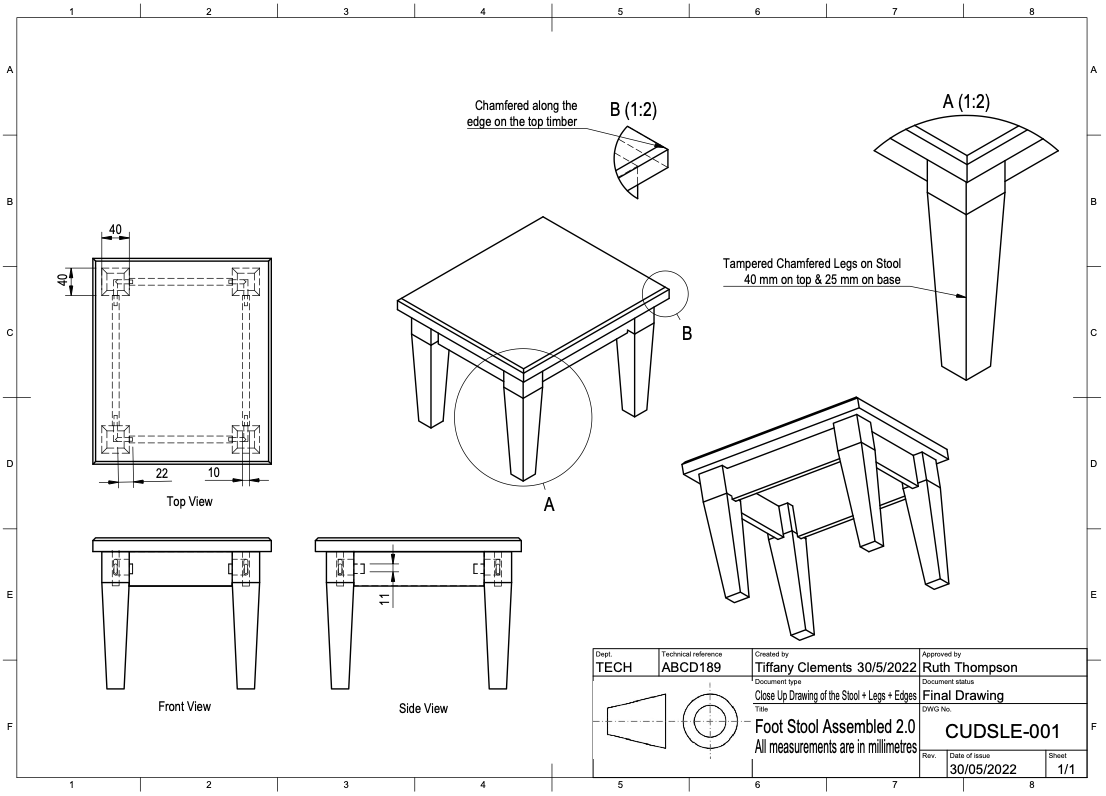 1 2 3 4 5 6 7 8
A A
Chamfered along the
edge on the top timber
B (1:2)
A (1:2)
B B
40
40
Tampered Chamfered Legs on Stool
40 mm on top & 25 mm on base
C C
B
D D
22
10
Top View
A
E E
11
Front View
Side View
F F
Dept.
TECH
Technical reference
ABCD189
Created by
Tiffany Clements 30/5/2022
Approved by
Ruth Thompson
Document type
Close Up Drawing of the Stool + Legs + Edges
Document status
Final Drawing
Title
Foot Stool Assembled 2.0
All measurements are in millimetres
DWG No.
CUDSLE-001
Rev.
Date of issue
30/05/2022
Sheet
1/1
1 2 3 4 5 6 7 8